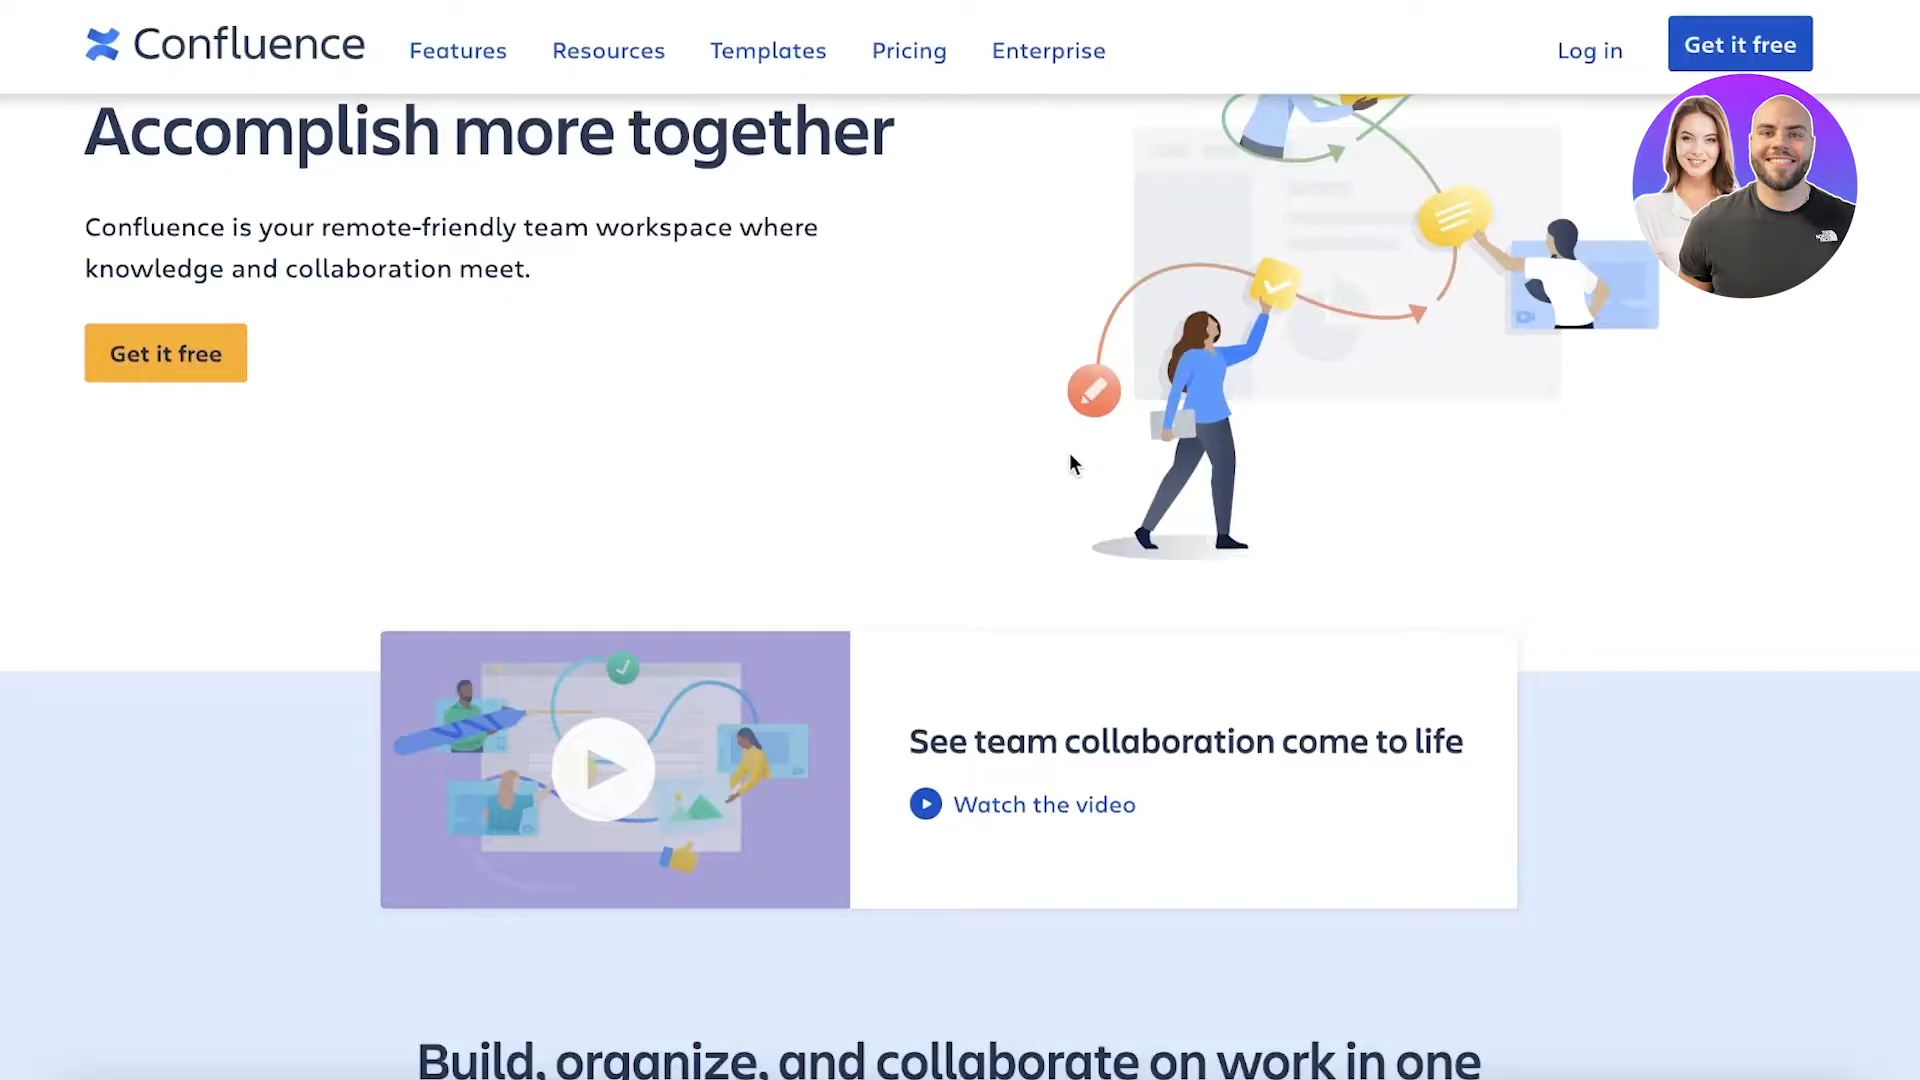 Confluence
Features
Resources
Templates
Pricing
Enterprise
Log in
Get it free
Accomplish more together
Confluence is your remote-friendly team workspace where
knowledge and collaboration meet.
Get it free
See team collaboration come to life
Watch the video
Build, organize, and collaborate on work in one